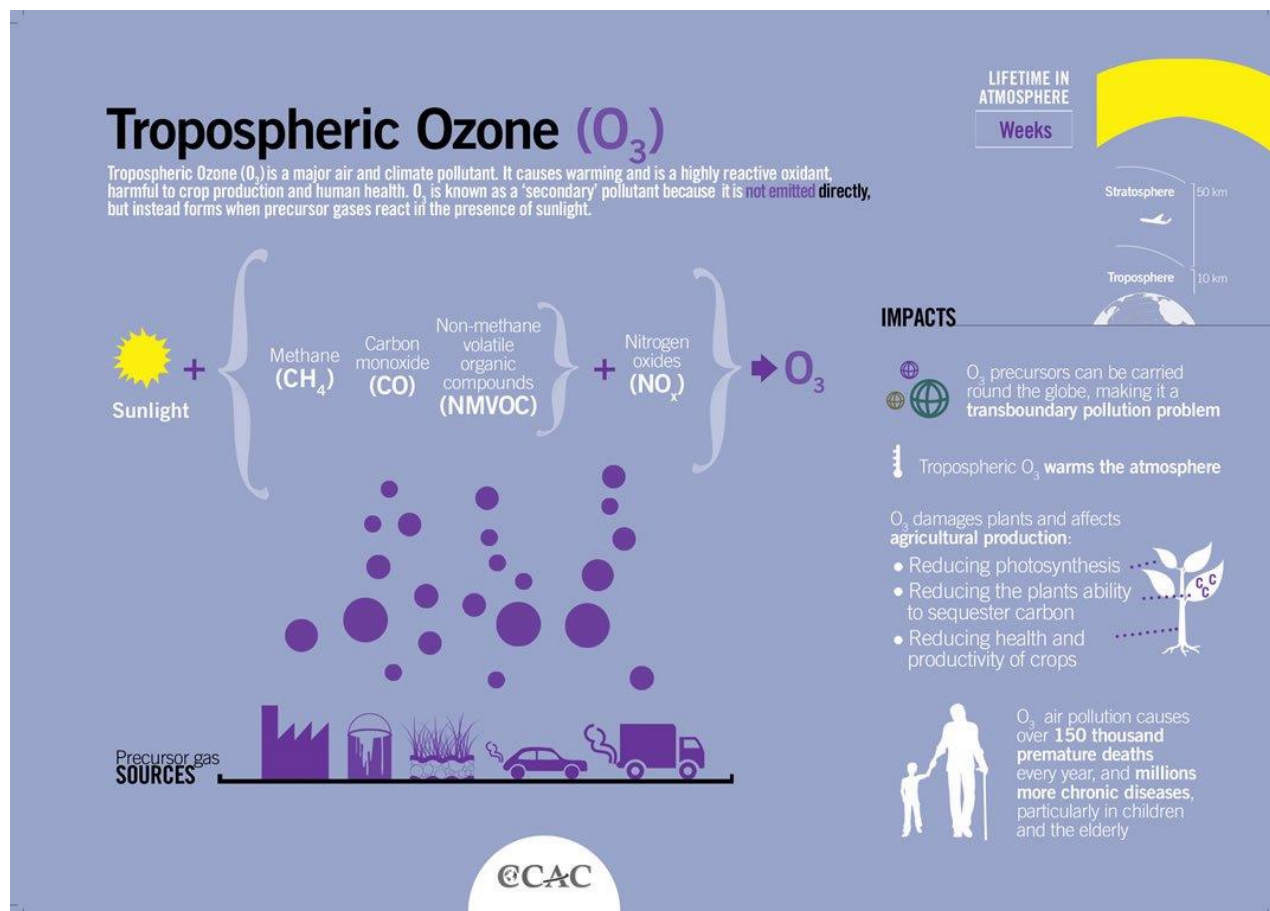 Tropospheric Ozone (O₃)
Tropospheric Ozone (O₃) is a major air and climate pollutant. It causes warming and is a highly reactive oxidant,
harmful to crop production and human health. O₃ is known as a 'secondary' pollutant because it is not emitted directly,
but instead forms when precursor gases react in the presence of sunlight.
LIFETIME IN
ATMOSPHERE
Weeks
Stratosphere
50 km
Troposphere
10 km
Sunlight
+
Methane
(CH₄)
Carbon
monoxide
(CO)
Non-methane
volatile
organic
compounds
(NMVOC)
+
Nitrogen
oxides
(NOₓ)
O₃
Precursor gas
SOURCES
IMPACTS
O₃ precursors can be carried
round the globe, making it a
transboundary pollution problem
Tropospheric O₃ warms the atmosphere
O₃ damages plants and affects
agricultural production:
• Reducing photosynthesis
• Reducing the plants ability
to sequester carbon
• Reducing health and
productivity of crops
C C
C
O₃ air pollution causes
over 150 thousand
premature deaths
every year, and millions
more chronic diseases,
particularly in children
and the elderly
CCAC